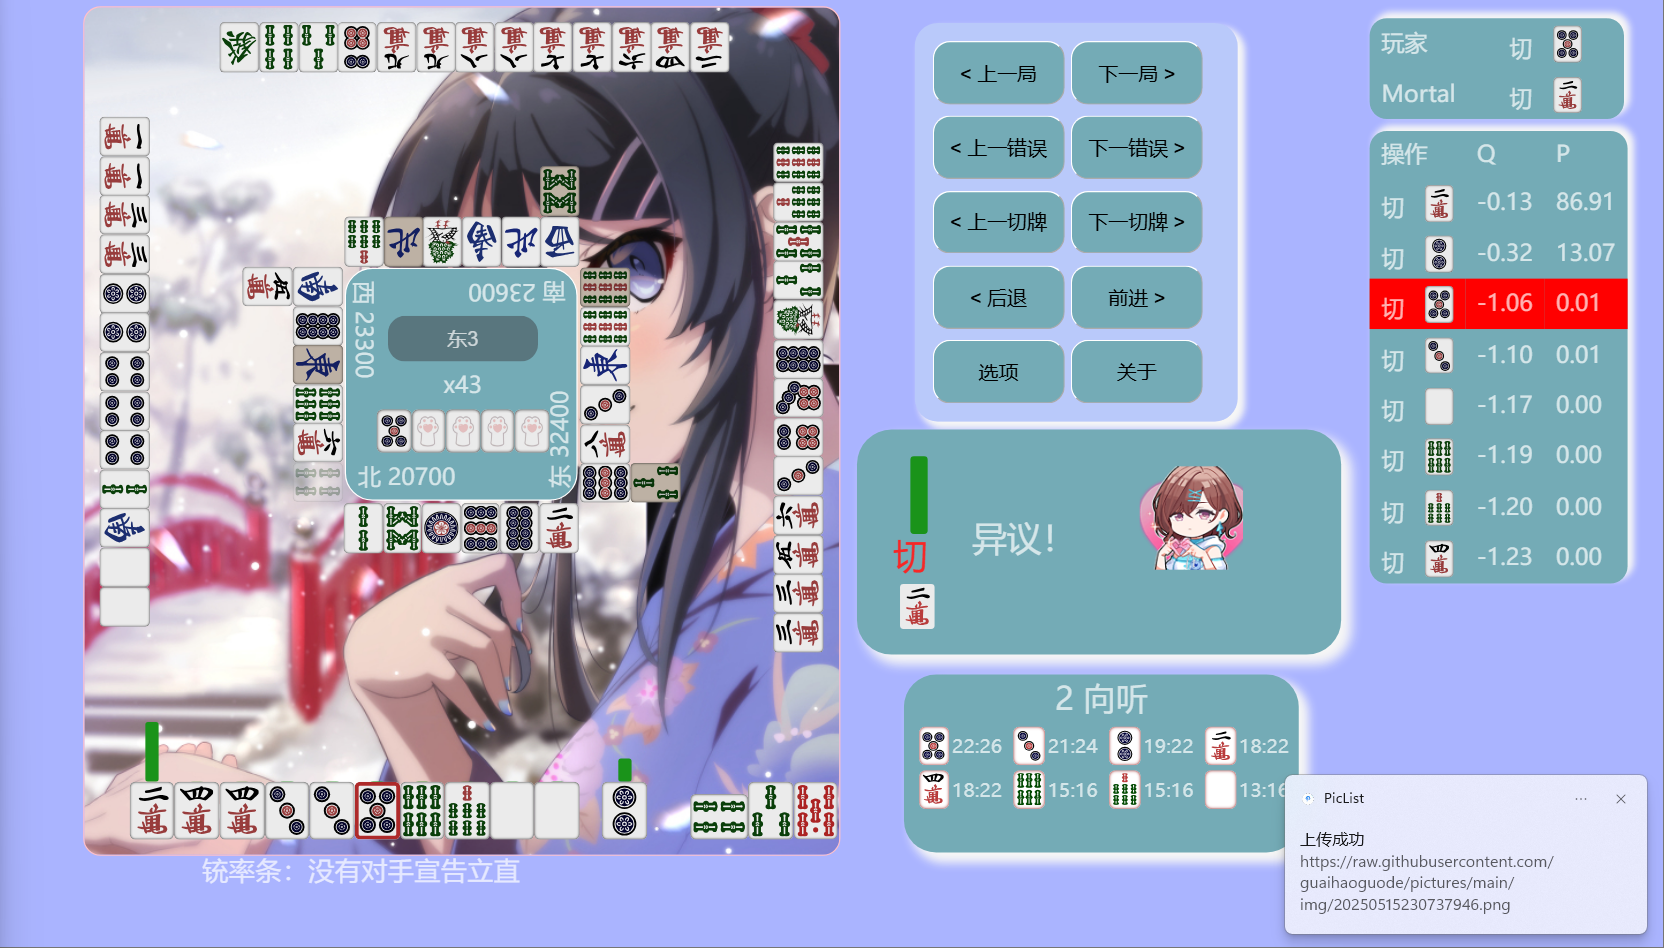 东3
x43
南 23600
西 23300
东 32400
北 20700
铳率条：没有对手宣告立直
< 上一局
下一局 >
< 上一错误
下一错误 >
< 上一切牌
下一切牌 >
< 后退
前进 >
选项
关于
切
异议！
2 向听
22:26 21:24 19:22 18:22
18:22 15:16 15:16 13:16
玩家 切
Mortal 切
操作 Q P
切 -0.13 86.91
切 -0.32 13.07
切 -1.06 0.01
切 -1.10 0.01
切 -1.17 0.00
切 -1.19 0.00
切 -1.20 0.00
切 -1.23 0.00
PicList
上传成功
https://raw.githubusercontent.com/
guaihaoguode/pictures/main/
img/20250515230737946.png